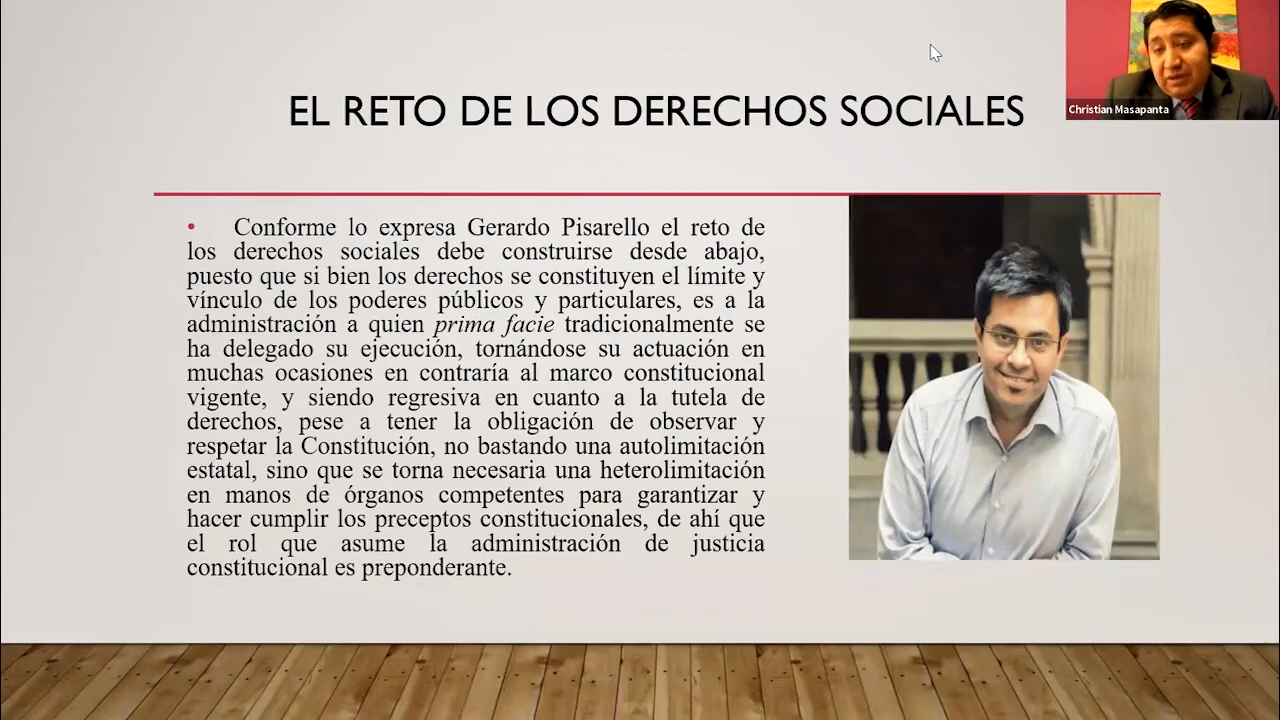 EL RETO DE LOS DERECHOS SOCIALES
Christian Masapanta
• Conforme lo expresa Gerardo Pisarello el reto de
los derechos sociales debe construirse desde abajo,
puesto que si bien los derechos se constituyen el límite y
vínculo de los poderes públicos y particulares, es a la
administración a quien prima facie tradicionalmente se
ha delegado su ejecución, tornándose su actuación en
muchas ocasiones en contraría al marco constitucional
vigente, y siendo regresiva en cuanto a la tutela de
derechos, pese a tener la obligación de observar y
respetar la Constitución, no bastando una autolimitación
estatal, sino que se torna necesaria una heterolimitación
en manos de órganos competentes para garantizar y
hacer cumplir los preceptos constitucionales, de ahí que
el rol que asume la administración de justicia
constitucional es preponderante.